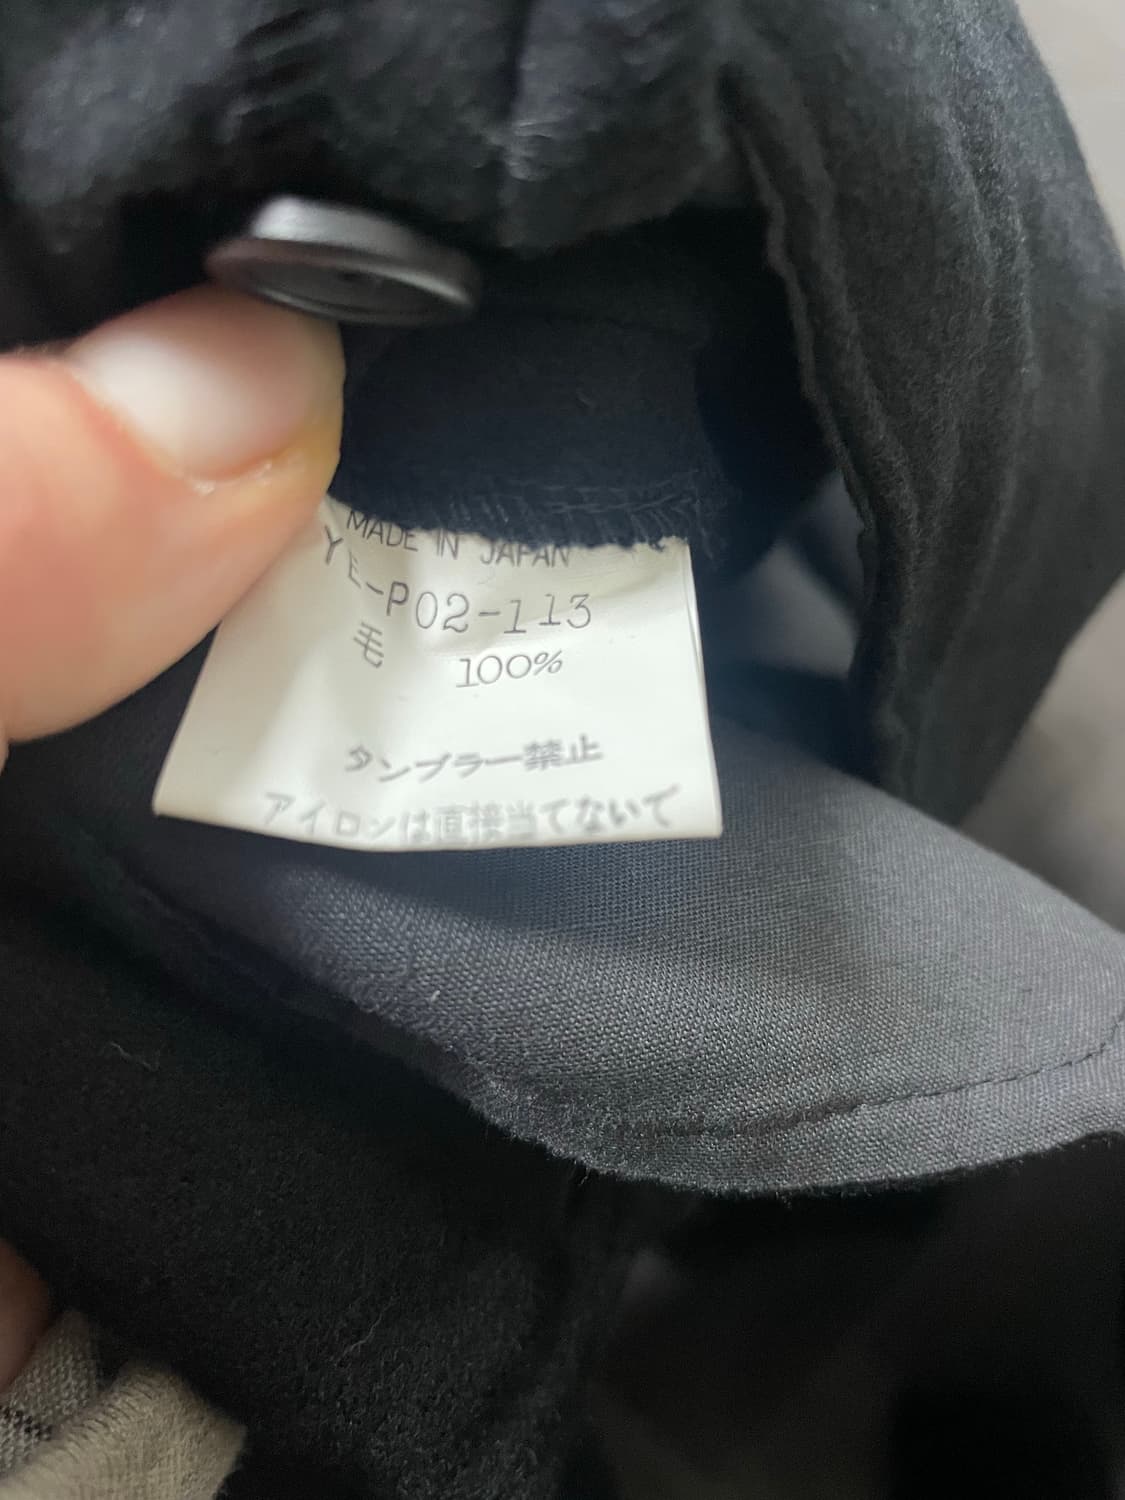 MADE IN JAPAN
YE-P02-113
毛 100%
タンブラー禁止
アイロンは直接当てないで